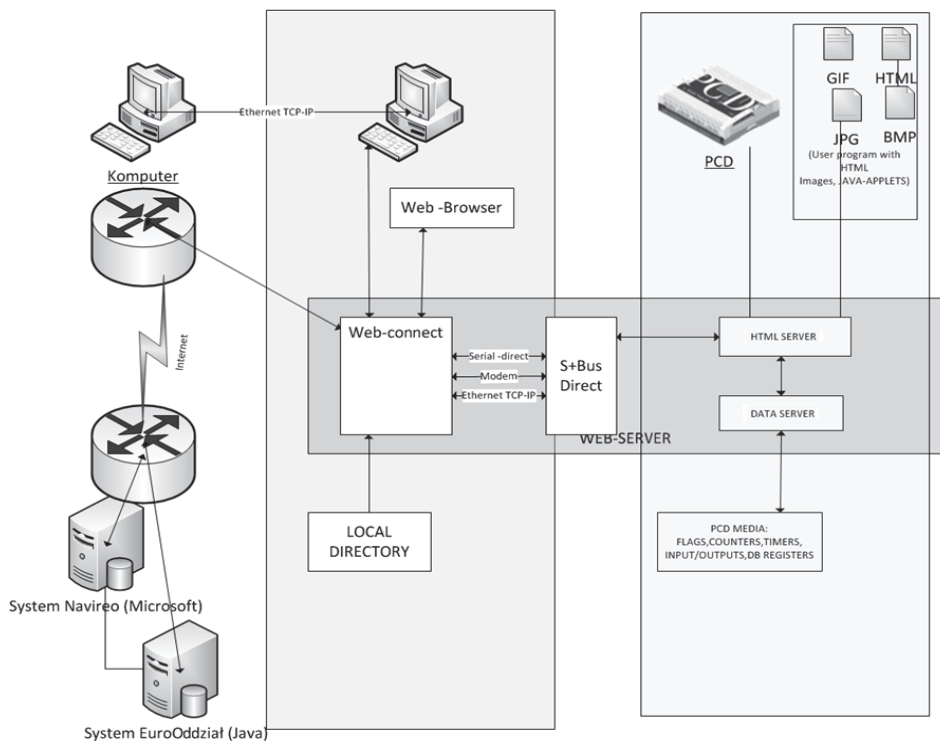 Ethernet TCP-IP
Komputer
Internet
System Navireo (Microsoft)
System EuroOddział (Java)
Web -Browser
Web-connect
Serial -direct
Modem
Ethernet TCP-IP
S+Bus
Direct
WEB-SERVER
LOCAL
DIRECTORY
PCD
PCD
GIF
HTML
JPG
BMP
(User program with
HTML
Images, JAVA-APPLETS)
HTML SERVER
DATA SERVER
PCD MEDIA:
FLAGS,COUNTERS,TIMERS,
INPUT/OUTPUTS,DB REGISTERS